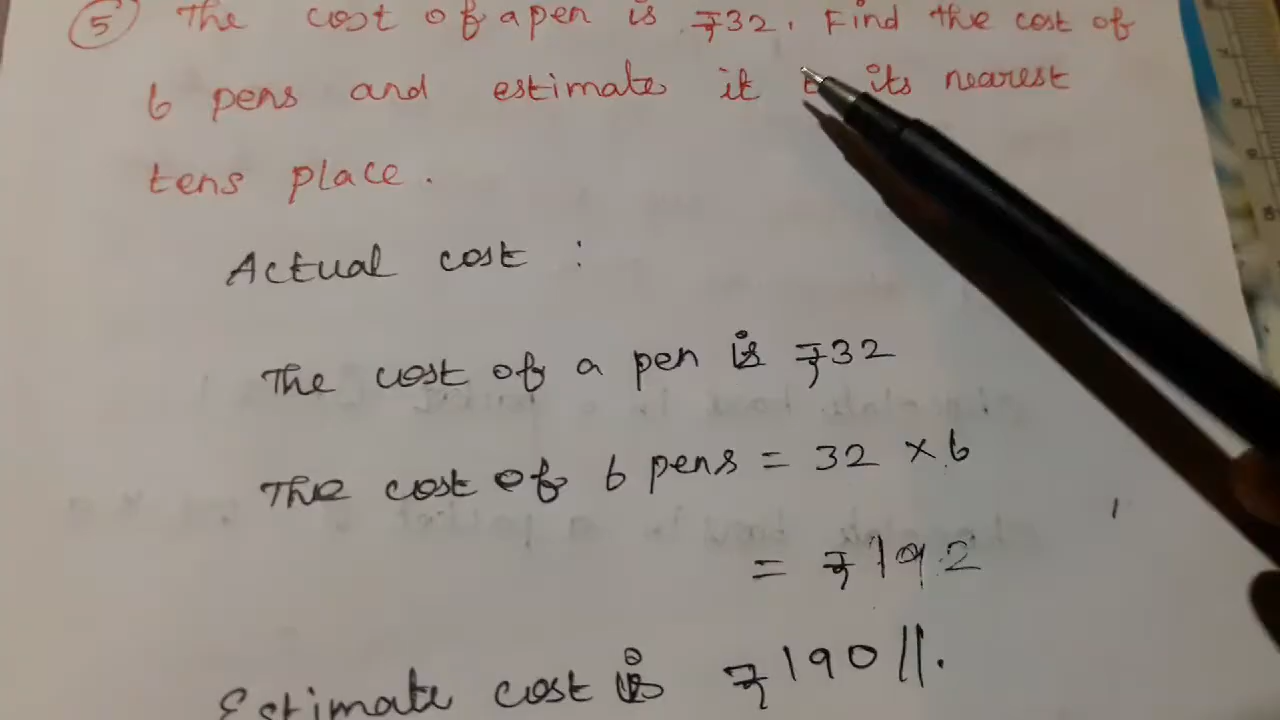 5 The cost of a pen is ₹32. Find the cost of
6 pens and estimate it its nearest
tens place.
Actual cost :
The cost of a pen is ₹32
The cost of 6 pens = 32 × 6
= ₹192
Estimate cost is ₹190 //.